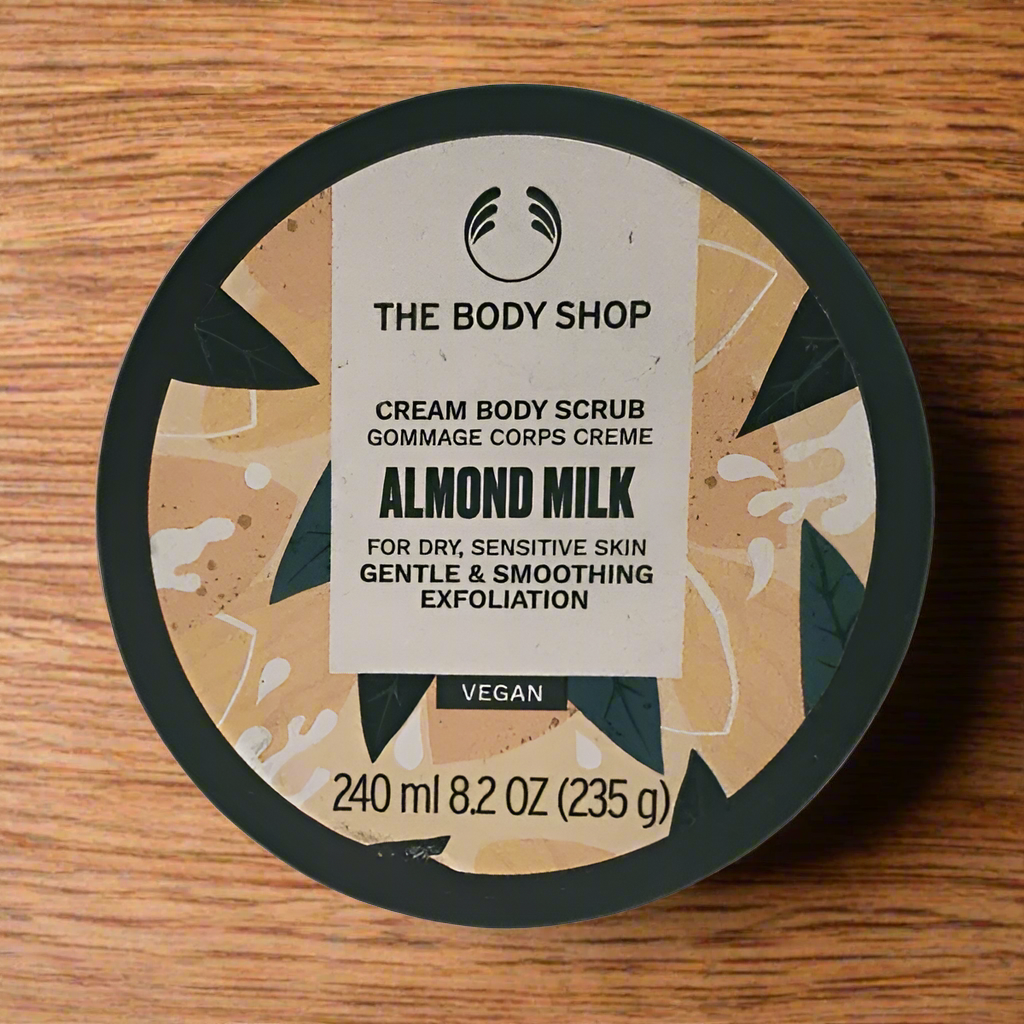 THE BODY SHOP
CREAM BODY SCRUB
GOMMAGE CORPS CREME
ALMOND MILK
FOR DRY, SENSITIVE SKIN
GENTLE & SMOOTHING
EXFOLIATION
VEGAN
240 ml 8.2 OZ (235 g)